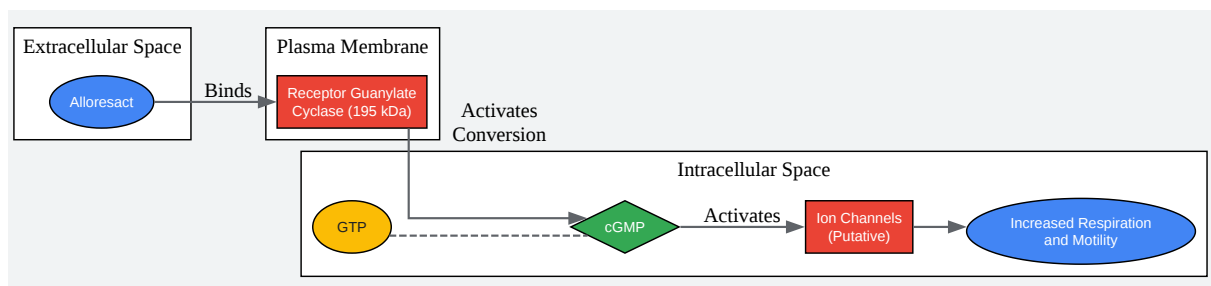 Extracellular Space
Alloresact
Binds
Plasma Membrane
Receptor Guanylate
Cyclase (195 kDa)
Activates
Conversion
Intracellular Space
GTP
cGMP
Activates
Ion Channels
(Putative)
Increased Respiration
and Motility